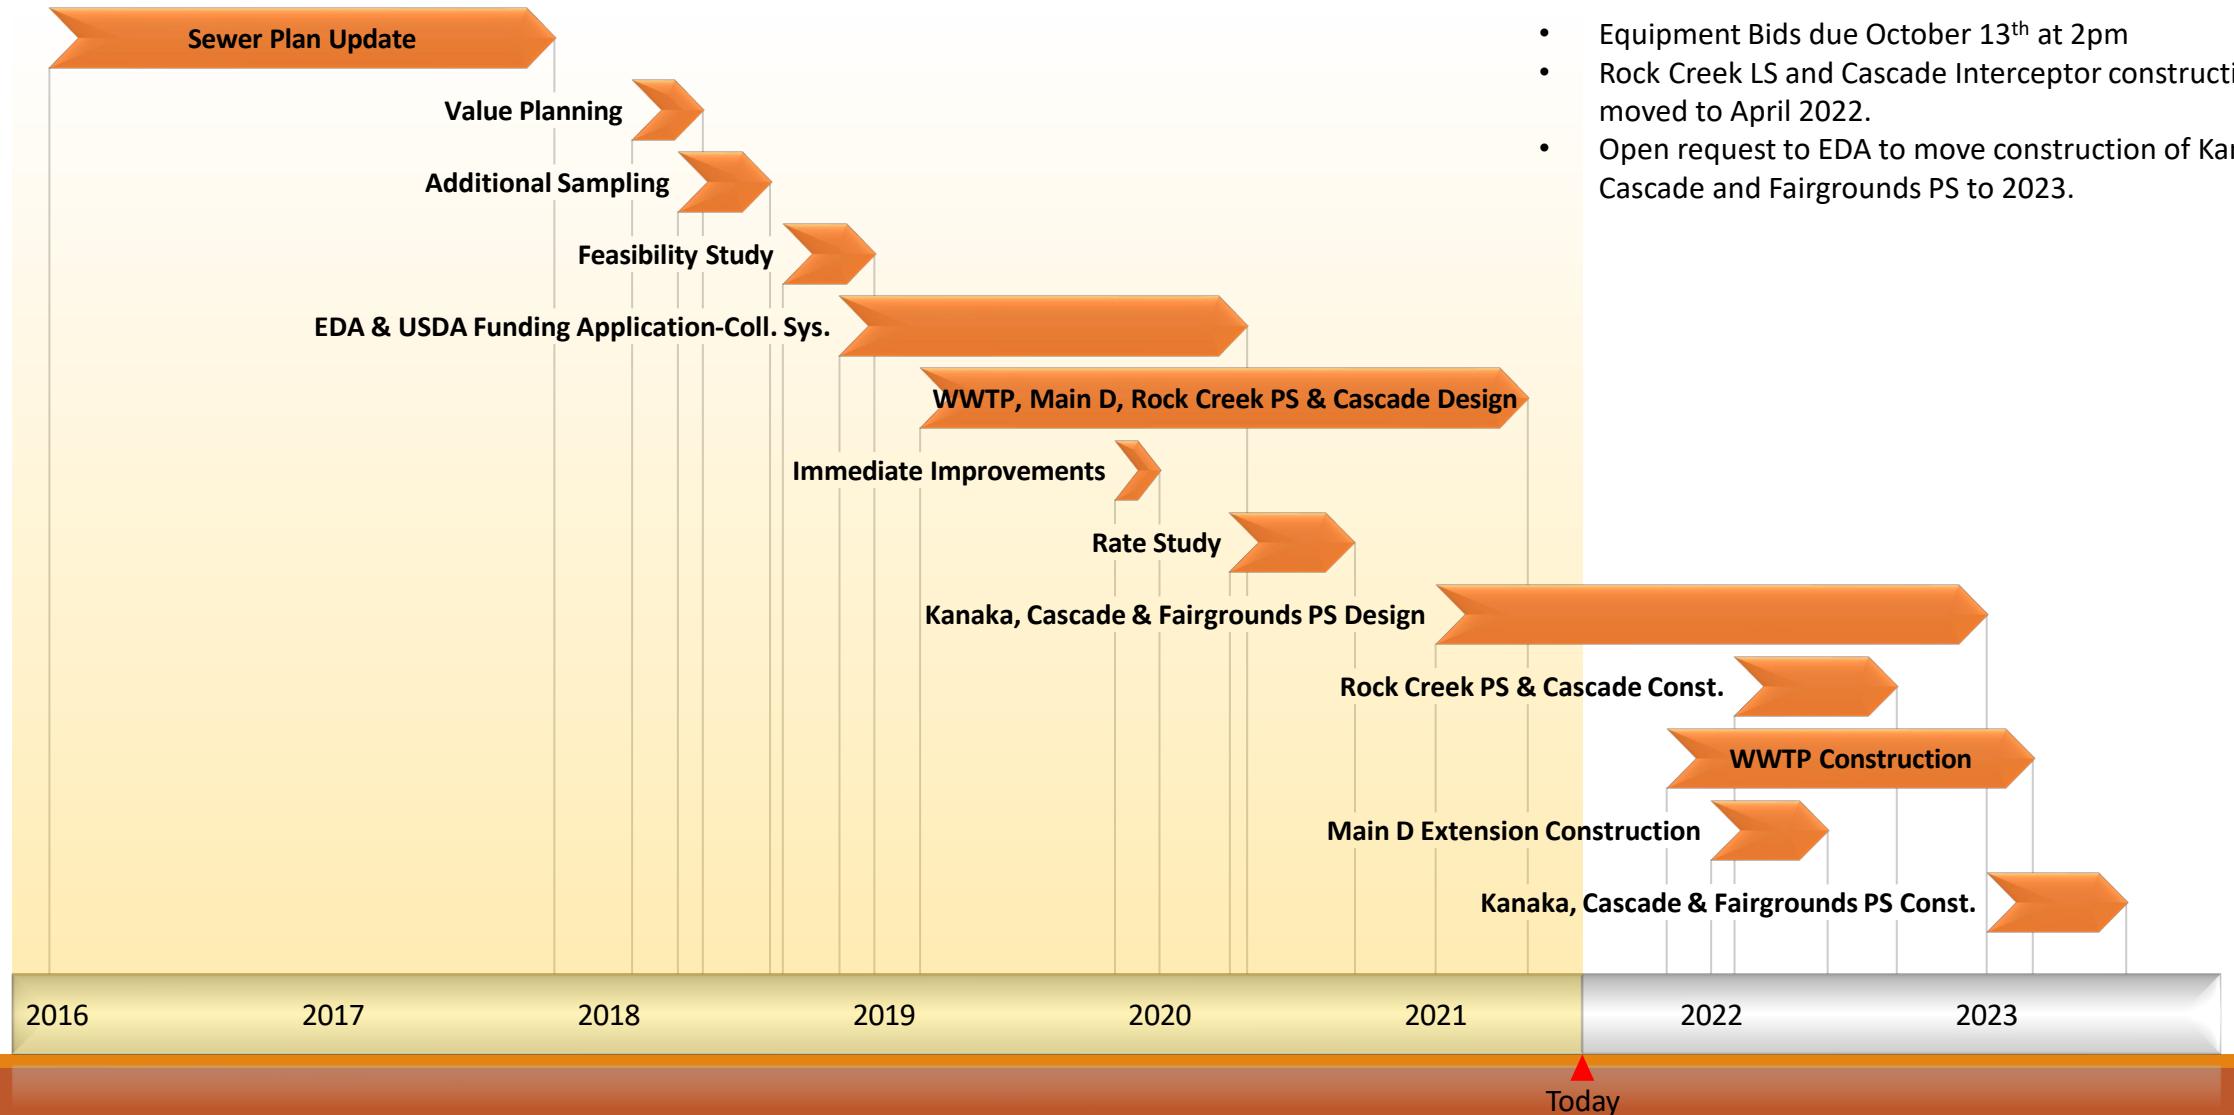 Sewer Plan Update
• Equipment Bids due October 13th at 2pm
• Rock Creek LS and Cascade Interceptor constructi
moved to April 2022.
• Open request to EDA to move construction of Kan
Cascade and Fairgrounds PS to 2023.
Value Planning
Additional Sampling
Feasibility Study
EDA & USDA Funding Application-Coll. Sys.
WWTP, Main D, Rock Creek PS & Cascade Design
Immediate Improvements
Rate Study
Kanaka, Cascade & Fairgrounds PS Design
Rock Creek PS & Cascade Const.
WWTP Construction
Main D Extension Construction
Kanaka, Cascade & Fairgrounds PS Const.
2016 2017 2018 2019 2020 2021 2022 2023
Today